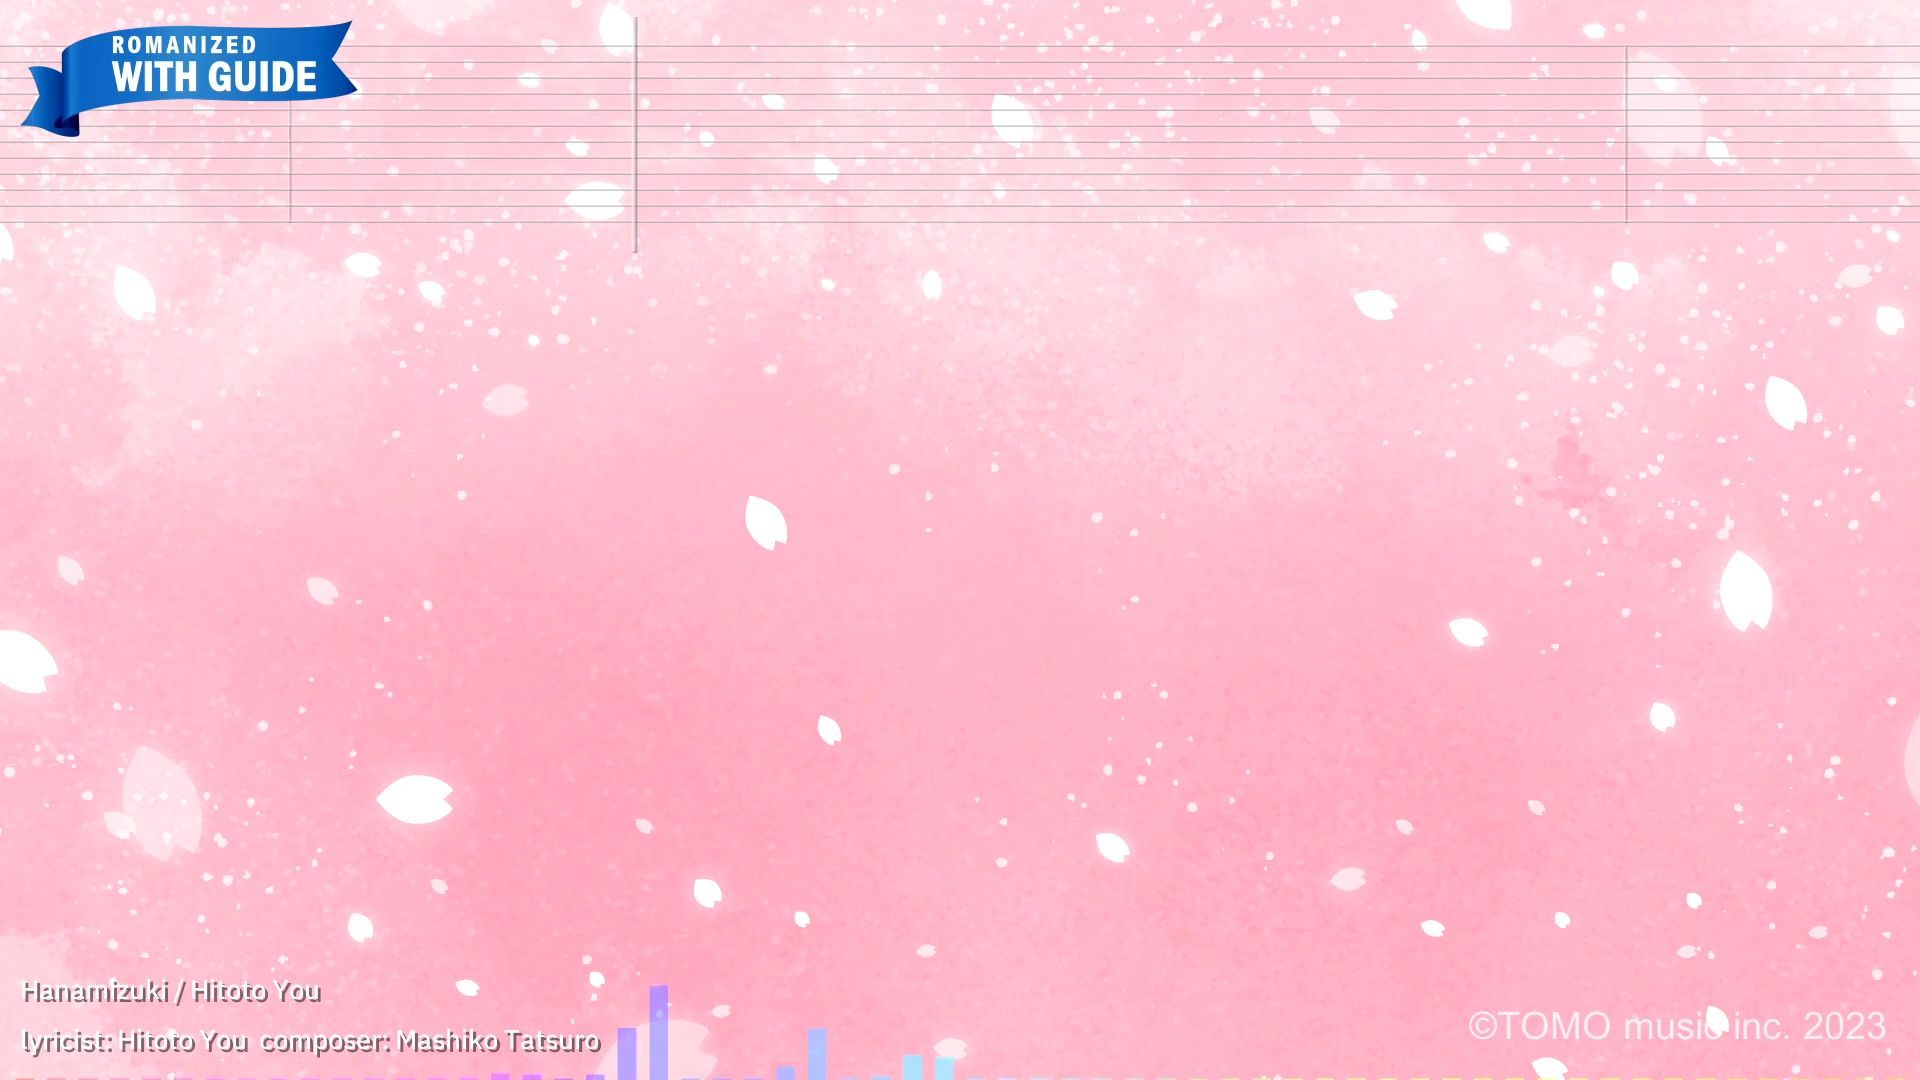 ROMANIZED
WITH GUIDE
Hanamizuki / Hitoto You
lyricist: Hitoto You  composer: Mashiko Tatsuro
©TOMO music inc. 2023